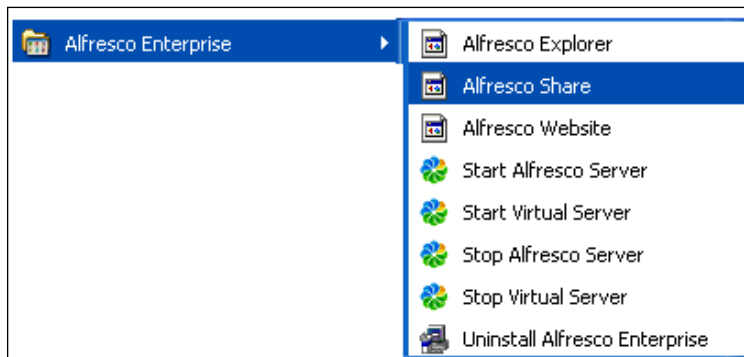 Alfresco Enterprise
Alfresco Explorer
Alfresco Share
Alfresco Website
Start Alfresco Server
Start Virtual Server
Stop Alfresco Server
Stop Virtual Server
Uninstall Alfresco Enterprise